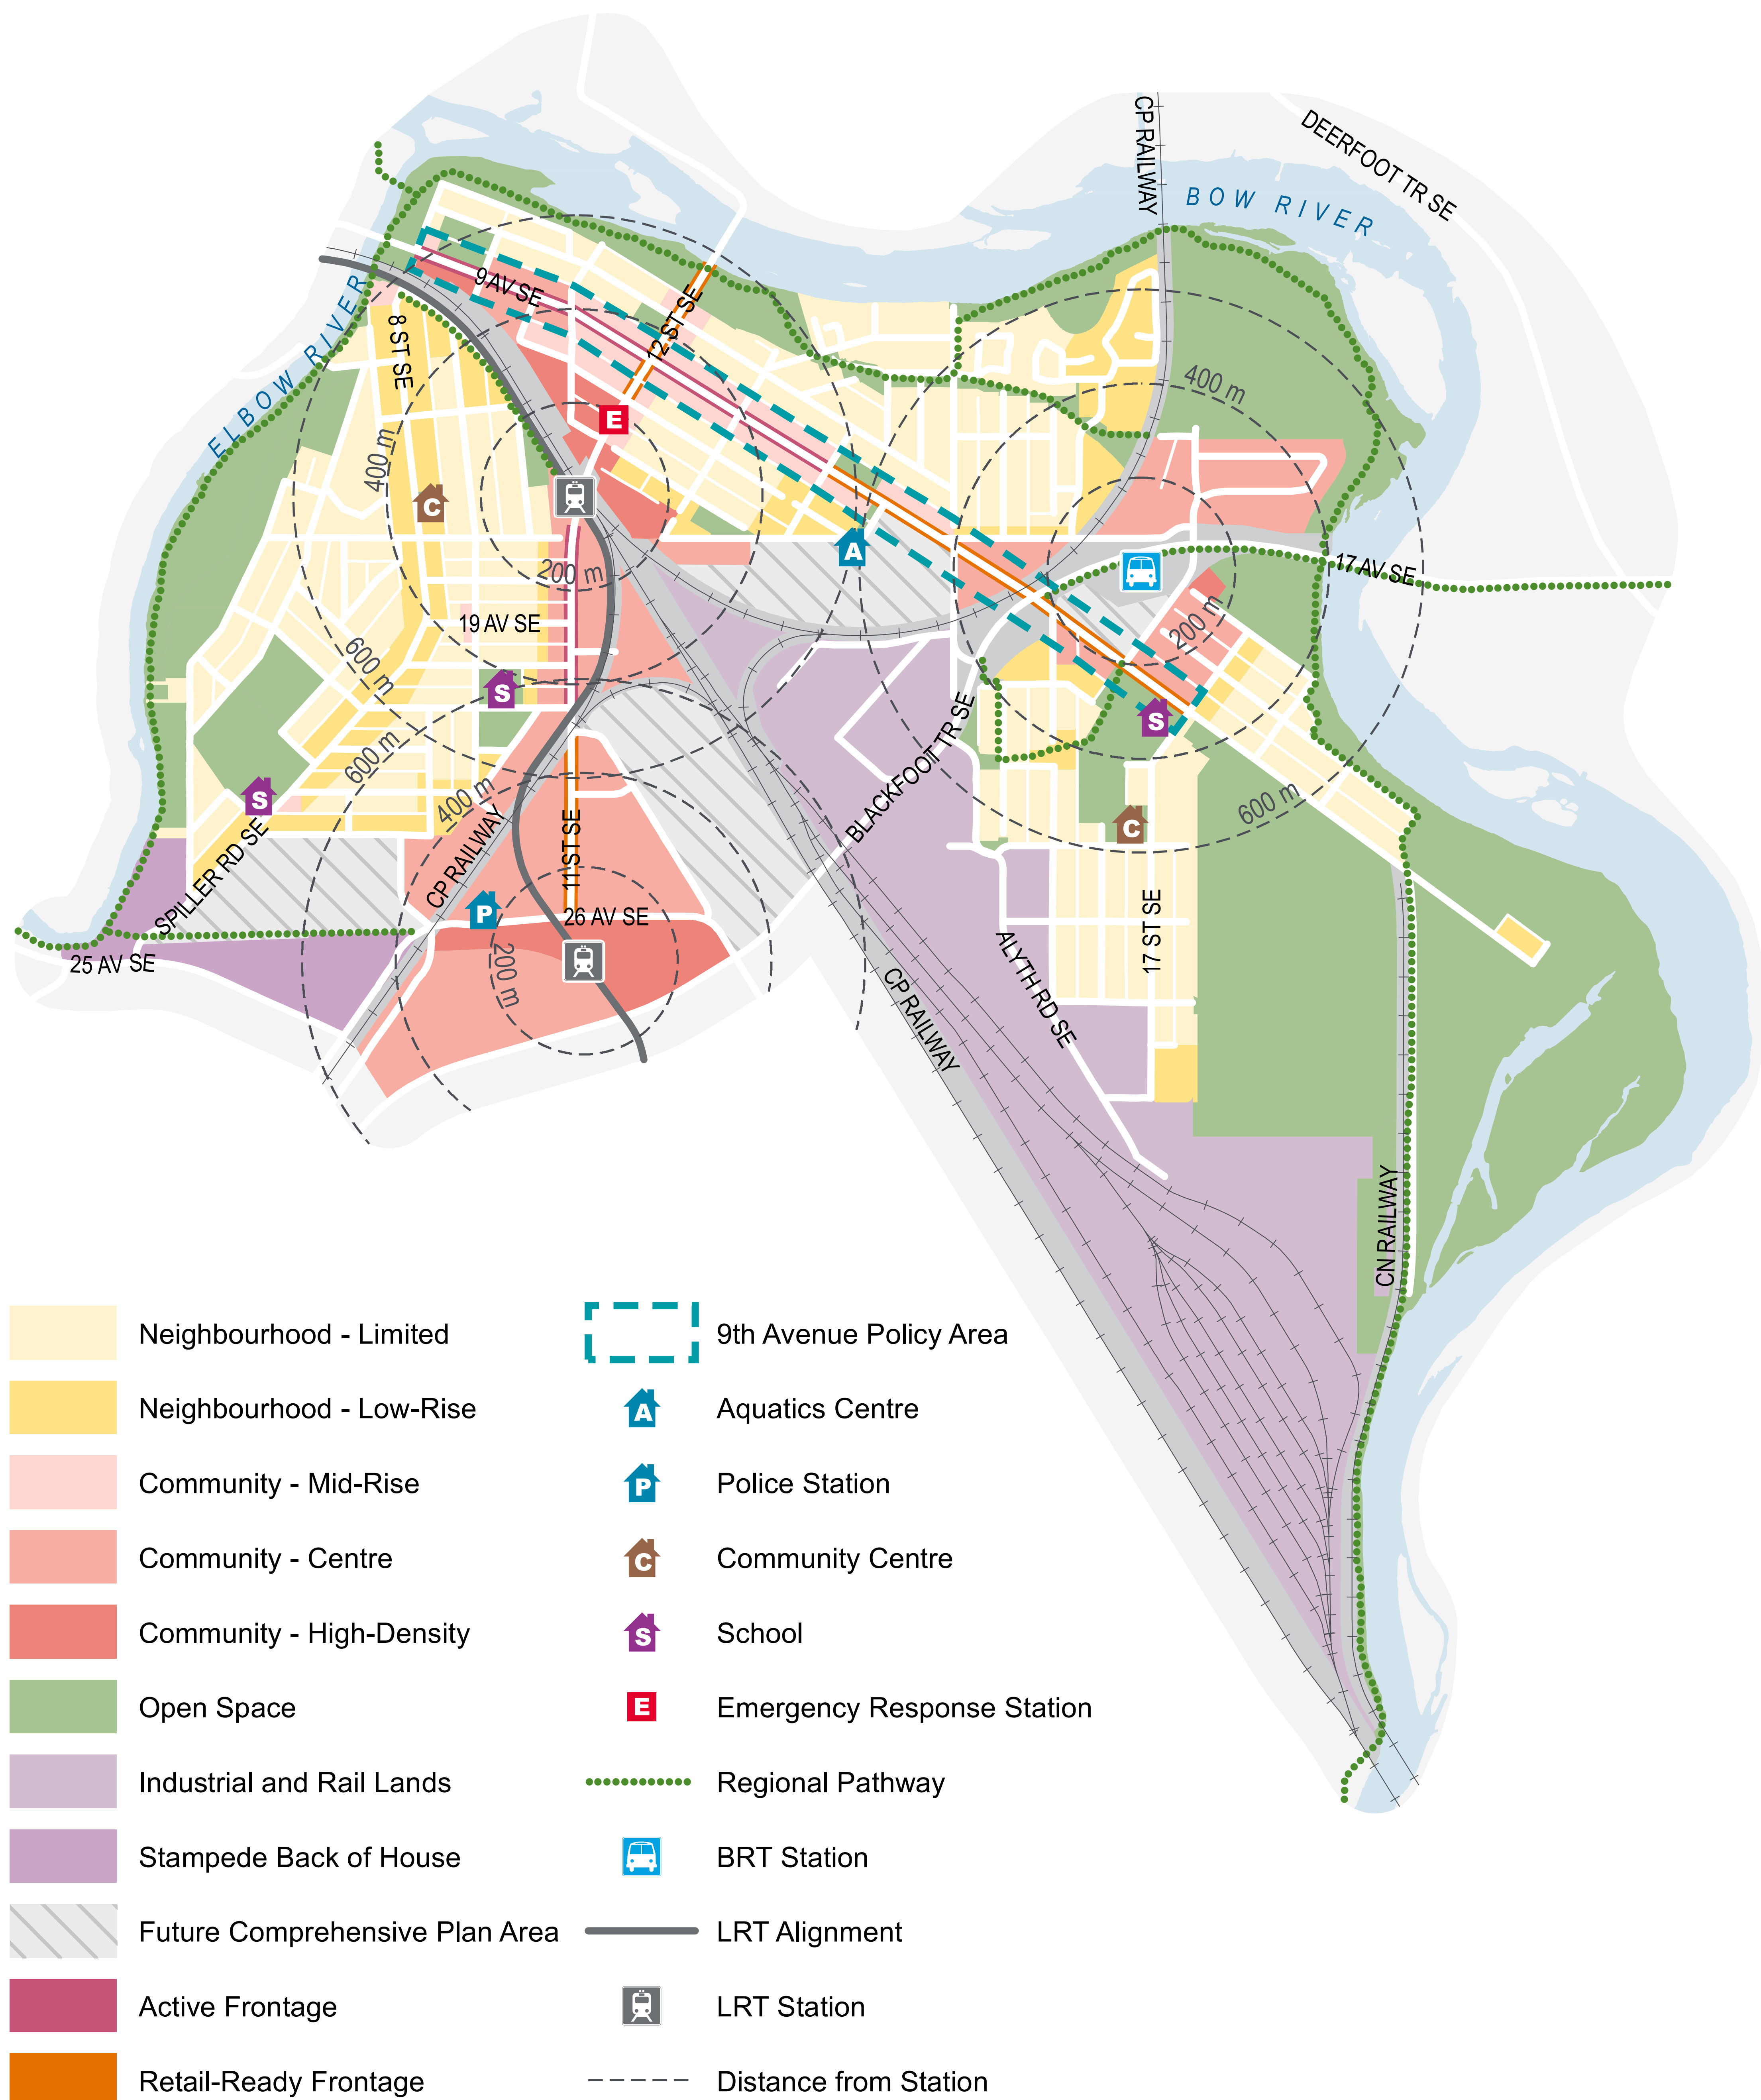 CP RAILWAY
DEERFOOT TR SE
BOW RIVER
9 AV SE
12 ST SE
8 ST SE
ELBOW RIVER
400 m
400 m
E
C
A
200 m
17 AV SE
19 AV SE
200 m
600 m
S
S
600 m
BLACKFOOT TR SE
400 m
600 m
S
C
SPILLER RD SE
CP RAILWAY
11 ST SE
P
26 AV SE
17 ST SE
25 AV SE
200 m
ALYTH RD SE
CP RAILWAY
CN RAILWAY
Neighbourhood - Limited
9th Avenue Policy Area
Neighbourhood - Low-Rise
A
Aquatics Centre
Community - Mid-Rise
P
Police Station
Community - Centre
C
Community Centre
Community - High-Density
S
School
Open Space
E
Emergency Response Station
Industrial and Rail Lands
Regional Pathway
Stampede Back of House
BRT Station
Future Comprehensive Plan Area
LRT Alignment
Active Frontage
LRT Station
Retail-Ready Frontage
Distance from Station